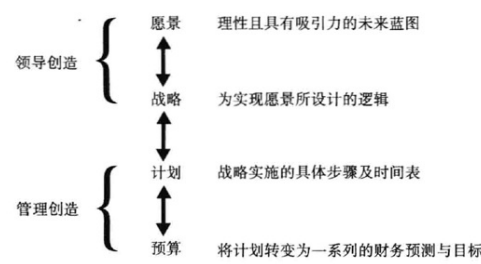 愿景 理性且具有吸引力的未来蓝图
领导创造
战略 为实现愿景所设计的逻辑
计划 战略实施的具体步骤及时间表
管理创造
预算 将计划转变为一系列的财务预测与目标